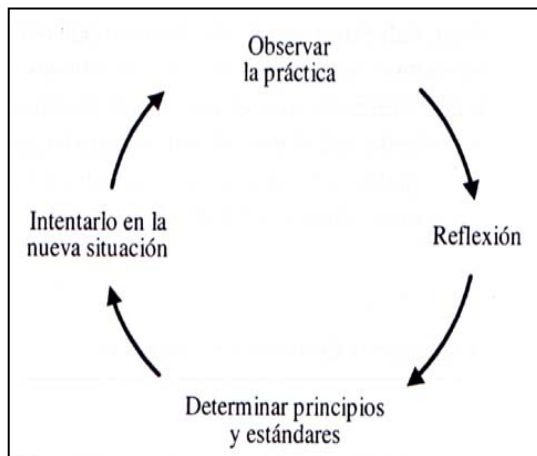 Observar
la práctica
Reflexión
Determinar principios
y estándares
Intentarlo en la
nueva situación